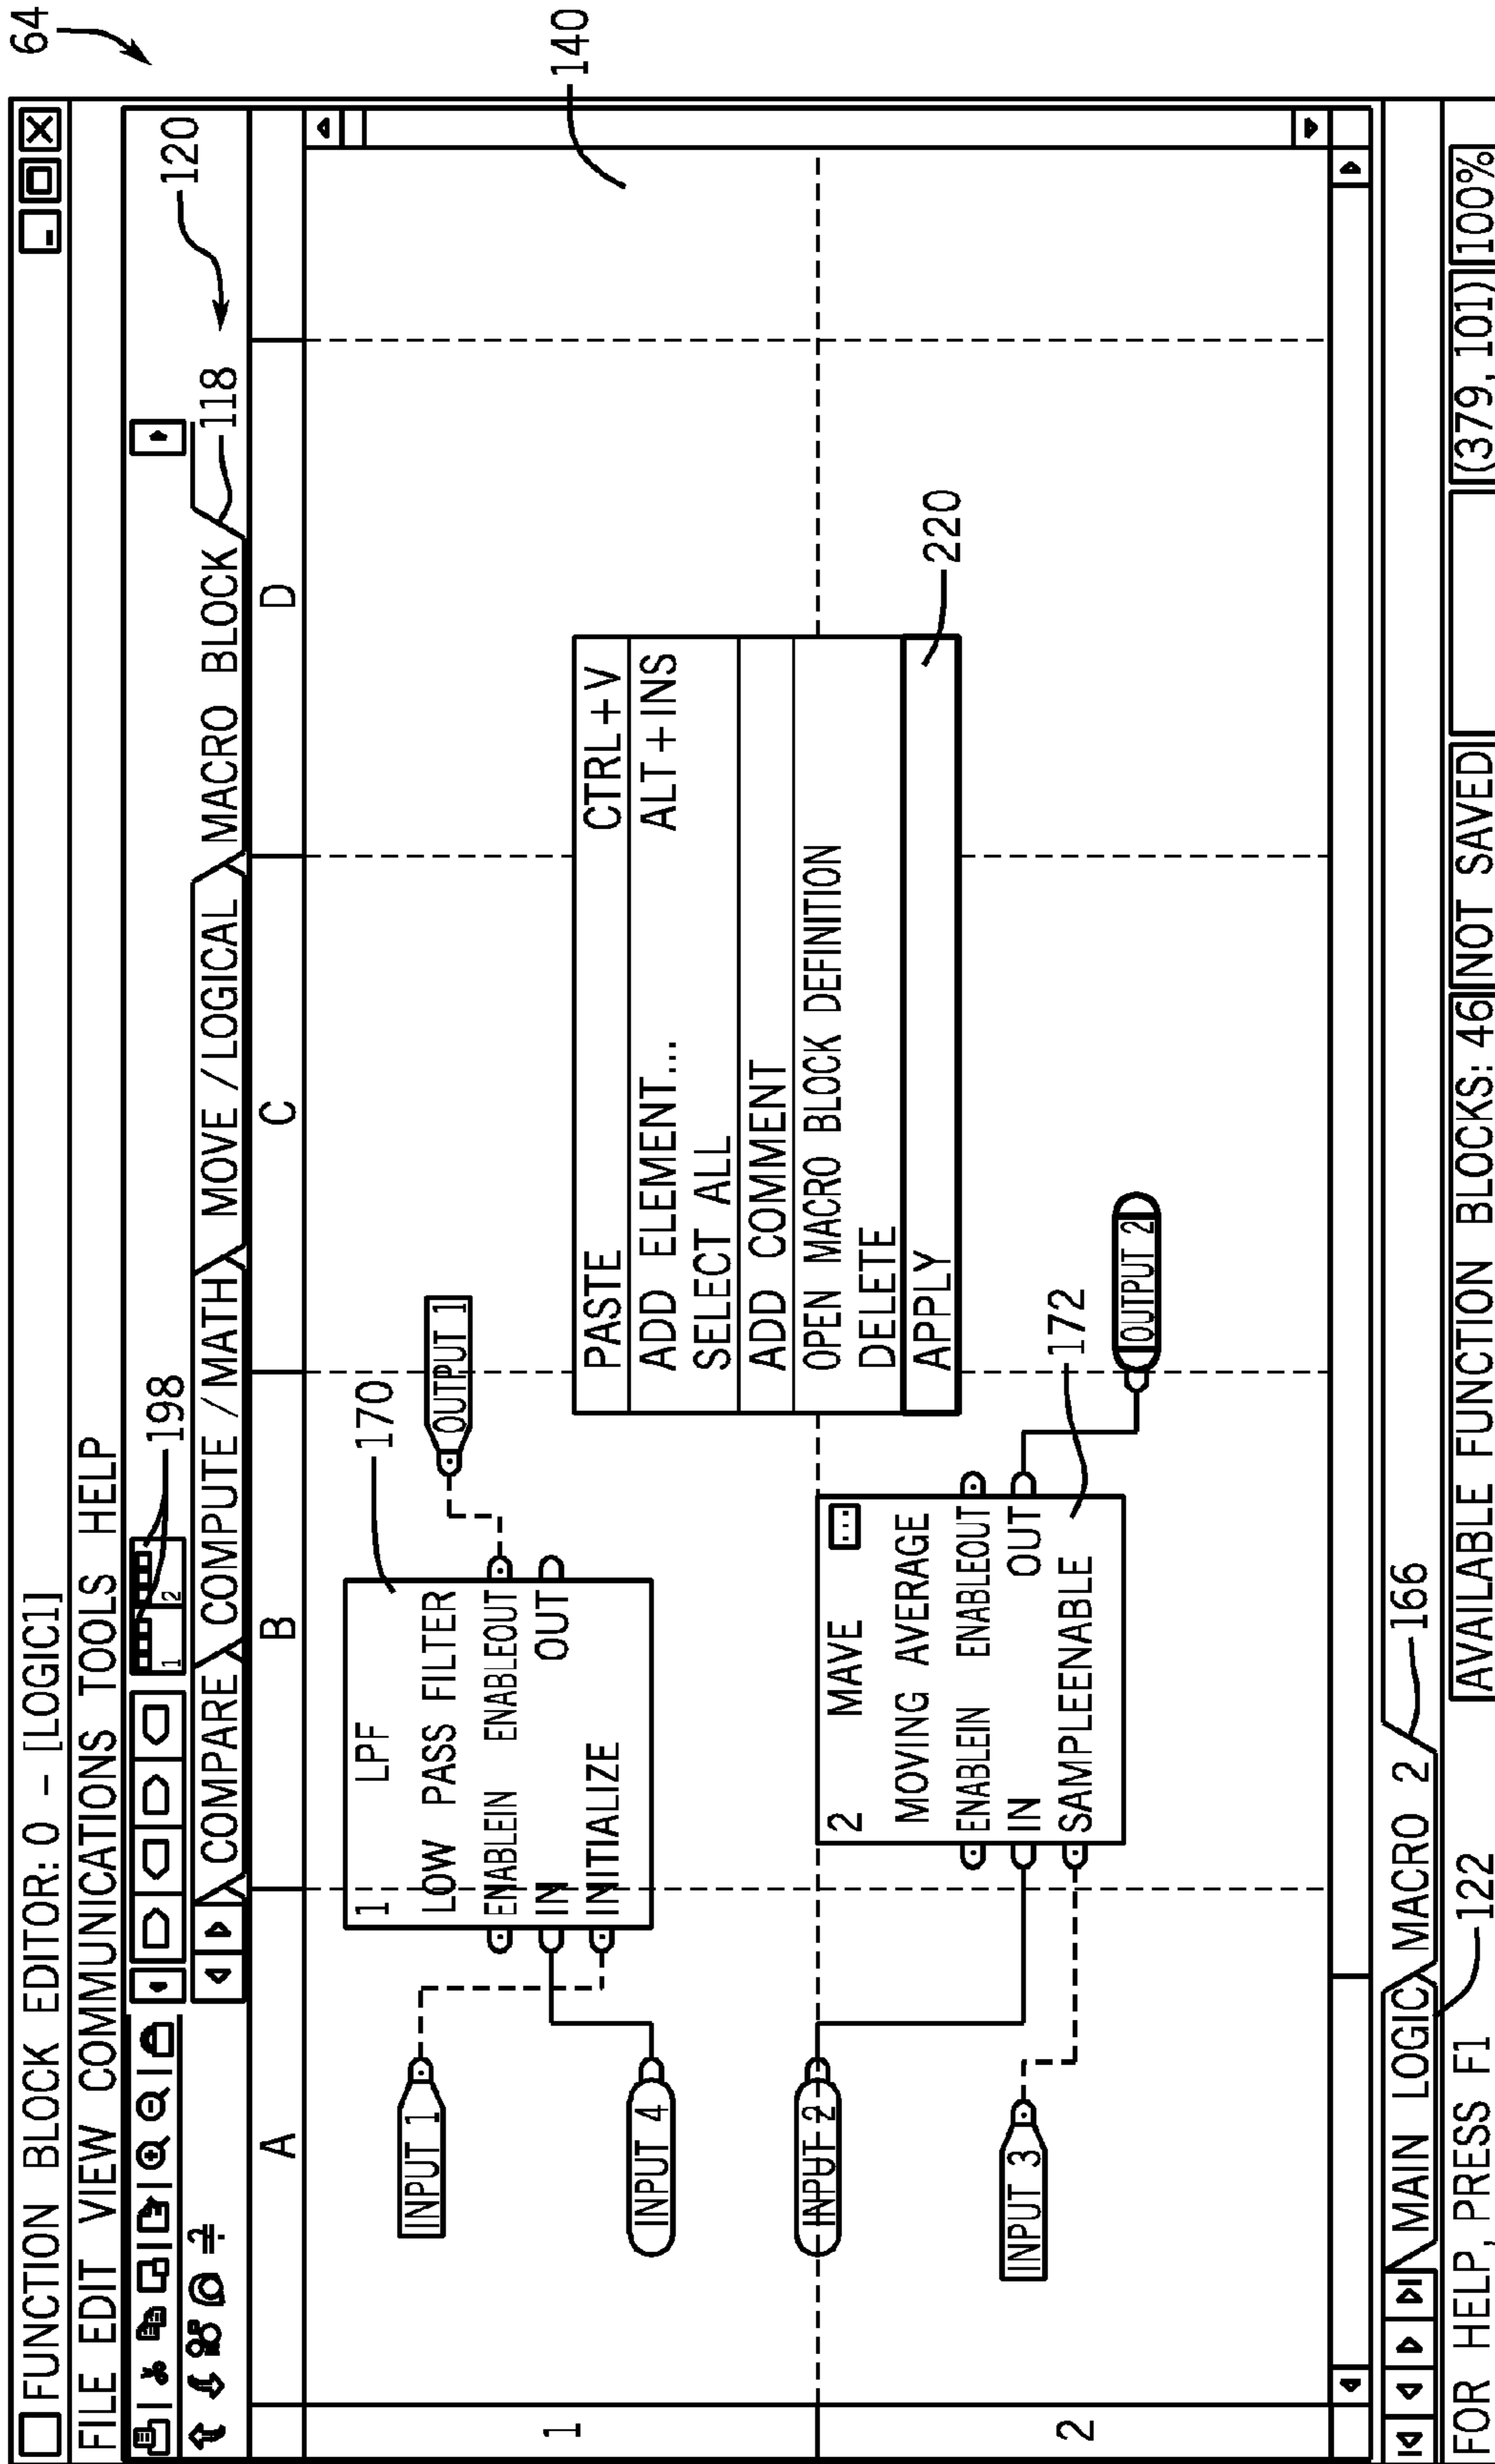 64
FUNCTION BLOCK EDITOR: 0 - [LOGIC1]
FILE EDIT VIEW COMMUNICATIONS TOOLS HELP
198
1 2
120
COMPARE COMPUTE/MATH MOVE/LOGICAL MACRO BLOCK
118
A B C D
140
1
2
INPUT 1
INPUT 4
INPUT 2
INPUT 3
170
1 LPF
LOW PASS FILTER
ENABLEIN ENABLEOUT
IN OUT
INITIALIZE
OUTPUT 1
2 MAVE
...
MOVING AVERAGE
ENABLEIN ENABLEOUT
IN OUT
SAMPLEENABLE
172
OUTPUT 2
PASTE CTRL+V
ADD ELEMENT... ALT+INS
SELECT ALL
ADD COMMENT
OPEN MACRO BLOCK DEFINITION
DELETE
APPLY
220
MAIN LOGIC MACRO 2
122
166
FOR HELP, PRESS F1 AVAILABLE FUNCTION BLOCKS: 46 NOT SAVED (379, 101) 100%